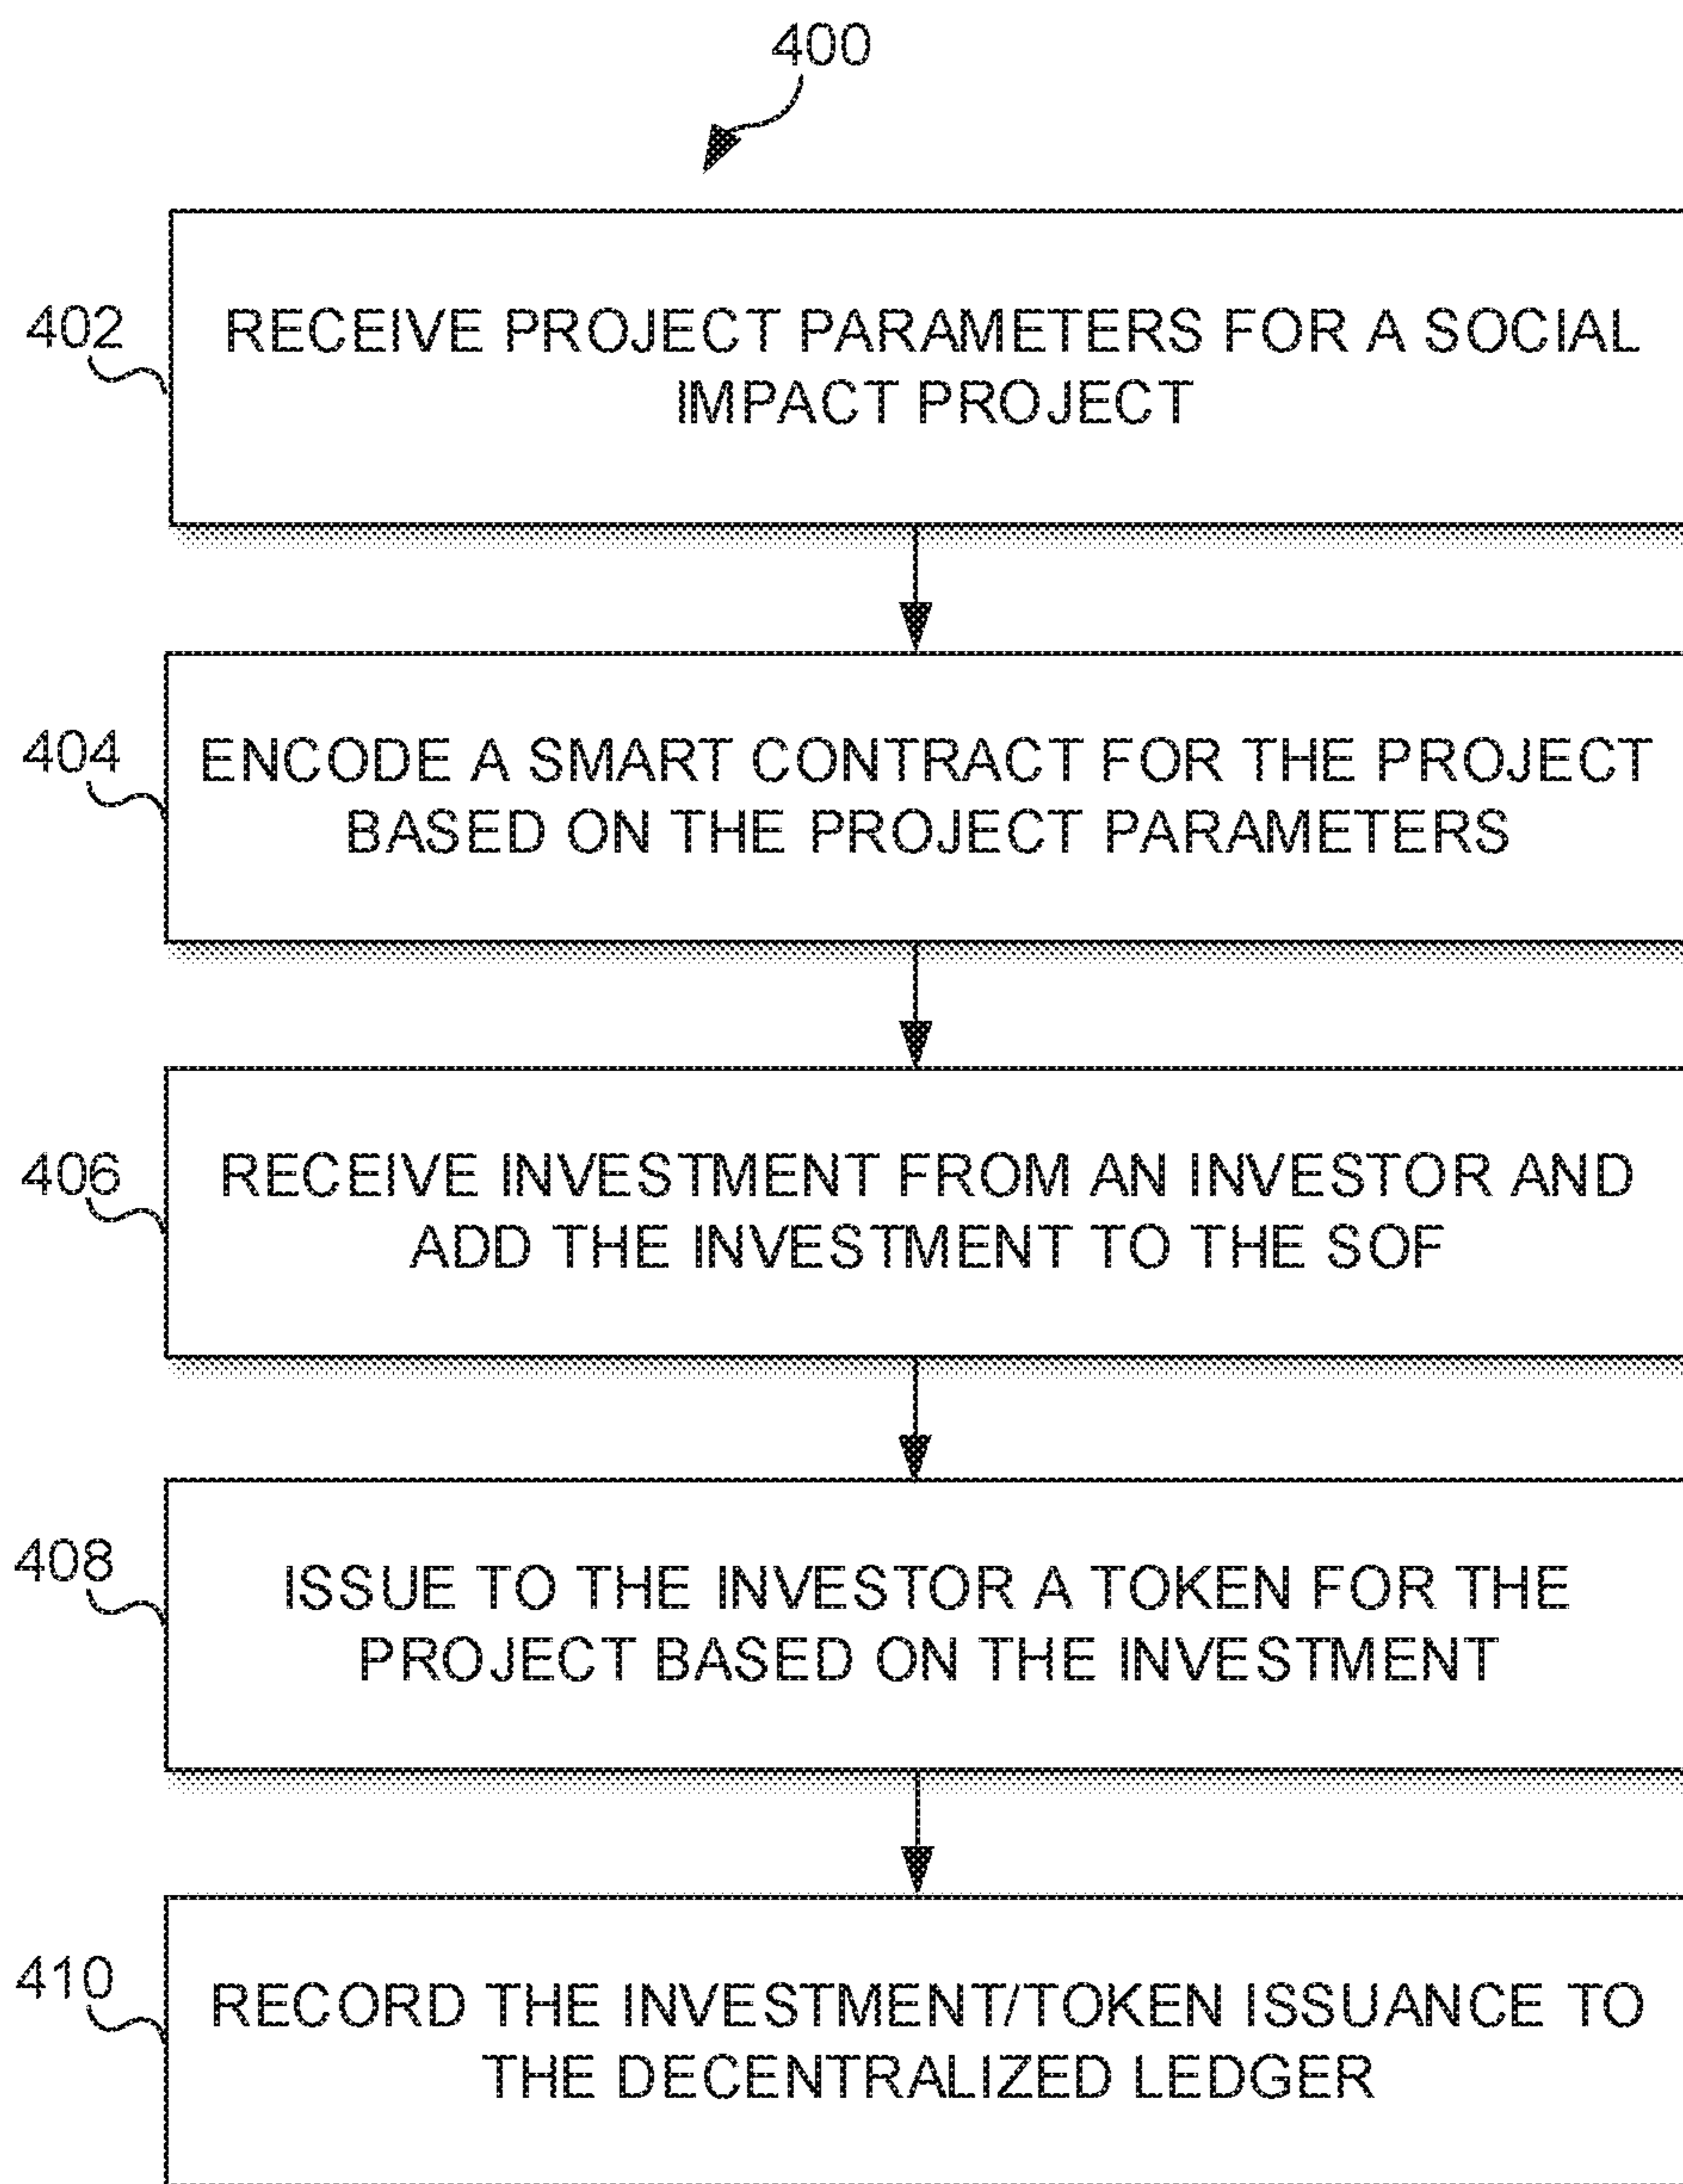 400
402
RECEIVE PROJECT PARAMETERS FOR A SOCIAL
IMPACT PROJECT
404
ENCODE A SMART CONTRACT FOR THE PROJECT
BASED ON THE PROJECT PARAMETERS
406
RECEIVE INVESTMENT FROM AN INVESTOR AND
ADD THE INVESTMENT TO THE SOF
408
ISSUE TO THE INVESTOR A TOKEN FOR THE
PROJECT BASED ON THE INVESTMENT
410
RECORD THE INVESTMENT/TOKEN ISSUANCE TO
THE DECENTRALIZED LEDGER